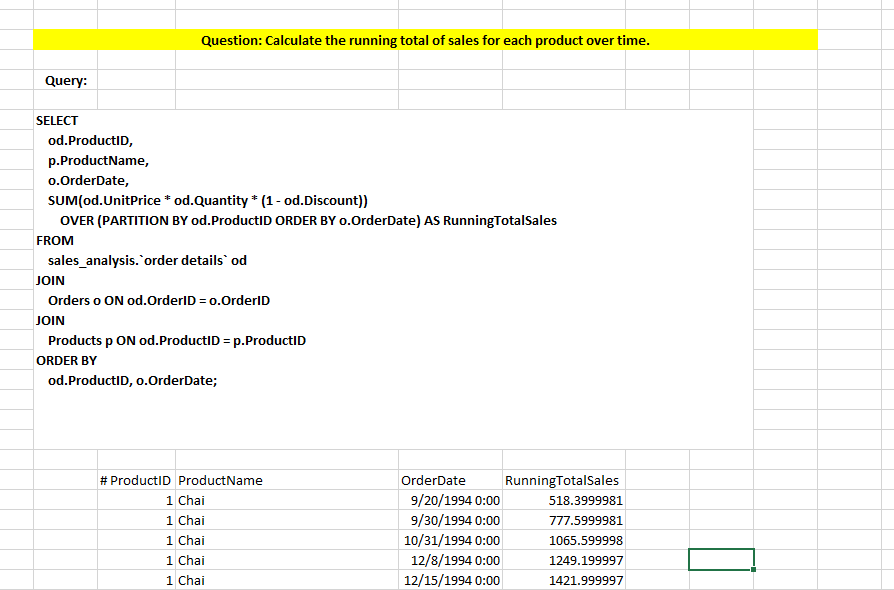 Question: Calculate the running total of sales for each product over time.
Query:
SELECT
od.ProductID,
p.ProductName,
o.OrderDate,
SUM(od.UnitPrice * od.Quantity * (1 - od.Discount))
OVER (PARTITION BY od.ProductID ORDER BY o.OrderDate) AS RunningTotalSales
FROM
sales_analysis.`order details` od
JOIN
Orders o ON od.OrderID = o.OrderID
JOIN
Products p ON od.ProductID = p.ProductID
ORDER BY
od.ProductID, o.OrderDate;
# ProductID ProductName OrderDate RunningTotalSales
1 Chai 9/20/1994 0:00 518.3999981
1 Chai 9/30/1994 0:00 777.5999981
1 Chai 10/31/1994 0:00 1065.599998
1 Chai 12/8/1994 0:00 1249.199997
1 Chai 12/15/1994 0:00 1421.999997